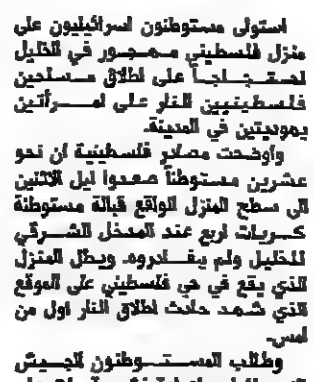 استولى مستوطنون اسرائيليون على
منزل فلسطيني مهجور في الخليل
احتجاجاً على اطلاق مسلحين
فلسطينيين النار على امرأتين
يهوديتين في المدينة.
وأوضحت مصادر فلسطينية ان نحو
عشرين مستوطناً صعدوا ليل الاثنين
الى سطح المنزل الواقع قبالة مستوطنة
كريات اربع عند المدخل الشرقي
للخليل ولم يغادروه. ويطل المنزل
الذي يقع في حي فلسطيني على الموقع
الذي شهد حادث اطلاق النار اول من
امس.
وطلب المستوطنون الجيش